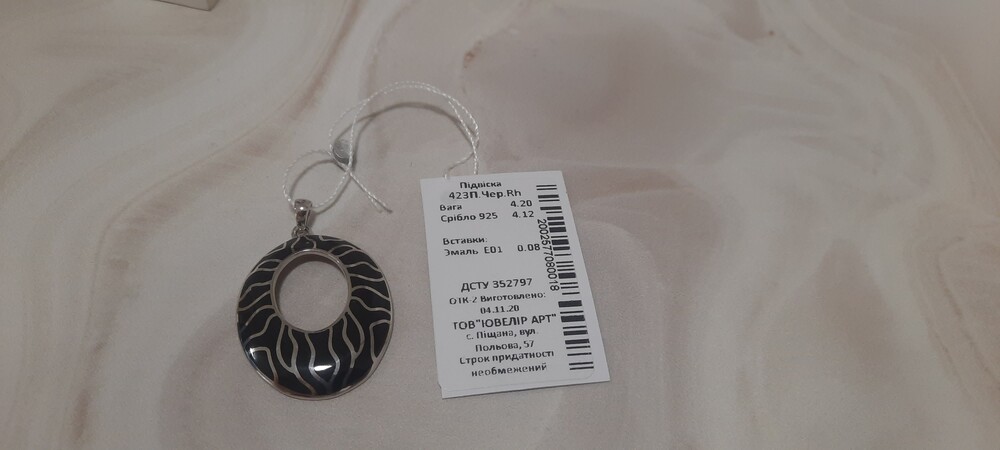 Підвіска
423П.Чер.Rh
Вага 4.20
Срібло 925 4.12
Вставки:
Эмаль E01 0.08
ДСТУ 352797
ОТК-2 Виготовлено:
04.11.20
ТОВ"ЮВЕЛІР АРТ"
с. Піщана, вул.
Польова, 57
Строк придатності
необмежений
2002577080018